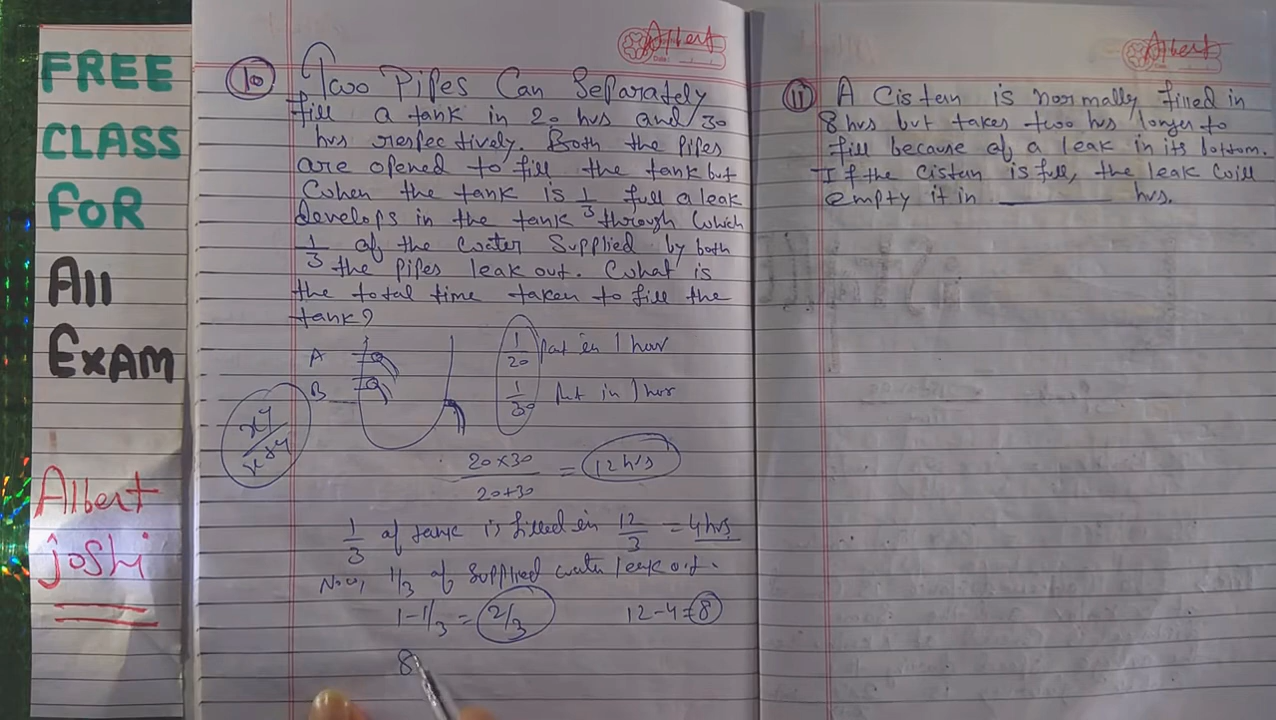 FREE
CLASS
FOR
All
EXAM
Albert
joshi
Albert
10 Two Pipes Can Separately
fill a tank in 20 hrs and 30
hrs respectively. Both the Pipes
are opened to fill the tank but
when the tank is 1/3 full a leak
develops in the tank through which
1/3 of the water Supplied by both
the pipes leak out. What is
the total time taken to fill the
tank?
A 1/20 Part in 1 hour
B 1/30 Part in 1 hour
xy/x+y
20×30/20+30 = 12 hrs
1/3 of tank is filled in 12/3 = 4hrs
Now, 1/3 of supplied water leak out.
1-1/3 = 2/3 12-4=8
8
Albert
11 A Cistern is normally filled in
8 hrs but takes two hrs longer to
fill because of a leak in its bottom.
If the cistern is full, the leak will
empty it in ________ hrs.